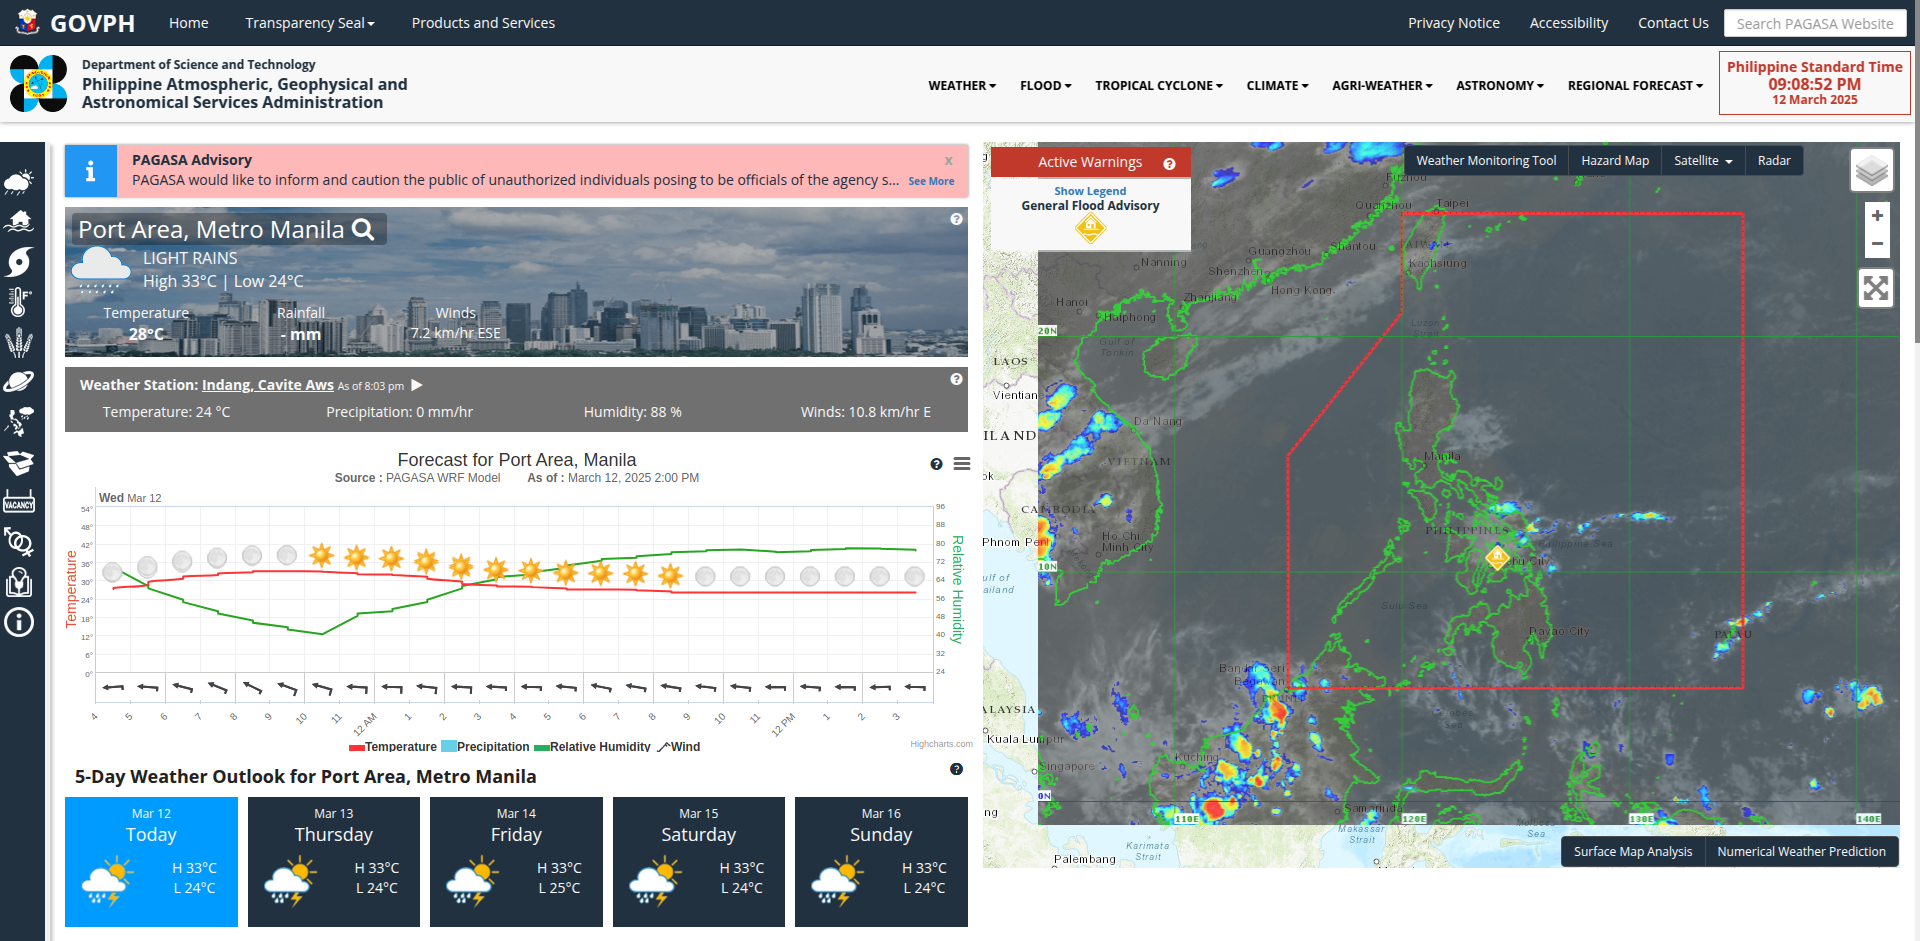 GOVPH
Home
Transparency Seal
Products and Services
Privacy Notice
Accessibility
Contact Us
Search PAGASA Website
Department of Science and Technology
Philippine Atmospheric, Geophysical and
Astronomical Services Administration
WEATHER
FLOOD
TROPICAL CYCLONE
CLIMATE
AGRI-WEATHER
ASTRONOMY
REGIONAL FORECAST
Philippine Standard Time
09:08:52 PM
12 March 2025
VACANCY
PAGASA Advisory
x
PAGASA would like to inform and caution the public of unauthorized individuals posing to be officials of the agency s... See More
Port Area, Metro Manila
LIGHT RAINS
High 33°C | Low 24°C
Temperature Rainfall Winds
28°C - mm 7.2 km/hr ESE
Weather Station: Indang, Cavite Aws As of 8:03 pm
Temperature: 24 °C Precipitation: 0 mm/hr Humidity: 88 % Winds: 10.8 km/hr E
Forecast for Port Area, Manila
Source : PAGASA WRF Model As of : March 12, 2025 2:00 PM
Wed Mar 12
Temperature
54°
48°
42°
36°
30°
24°
18°
12°
6°
0°
96
88
80
72
64
56
48
40
32
24
Relative Humidity
4 5 6 7 8 9 10 11 12 AM 1 2 3 4 5 6 7 8 9 10 11 12 PM 1 2 3
Temperature Precipitation Relative Humidity Wind
Highcharts.com
5-Day Weather Outlook for Port Area, Metro Manila
Mar 12
Today
H 33°C
L 24°C
Mar 13
Thursday
H 33°C
L 24°C
Mar 14
Friday
H 33°C
L 25°C
Mar 15
Saturday
H 33°C
L 24°C
Mar 16
Sunday
H 33°C
L 24°C
Active Warnings
Show Legend
General Flood Advisory
Weather Monitoring Tool
Hazard Map
Satellite
Radar
+
−
Fuzhou
Quanzhou
Taipei
Guangzhou
Shantou
Nanning
Shenzhen
Kaohsiung
Hong Kong
Zhanjiang
Hanoi
Haiphong
20N
Luzon
Strait
Gulf of
Tonkin
LAOS
Vientian
Da Nang
ILAND
VIETNAM
Manila
ok
CAMBODIA
PHILIPPINES
Philippine Sea
Ho Chi
Minh City
Phnom Penh
10N
ulf of
ailand
Sulu Sea
Davao City
PALAU
Bandar Seri
Begawan
ALAYSIA
Kuala Lumpur
Kuching
Singapore
0N
Samarinda
110E
120E
130E
140E
ng
Makassar
Strait
Karimata
Strait
Palembang
Sea
Surface Map Analysis
Numerical Weather Prediction